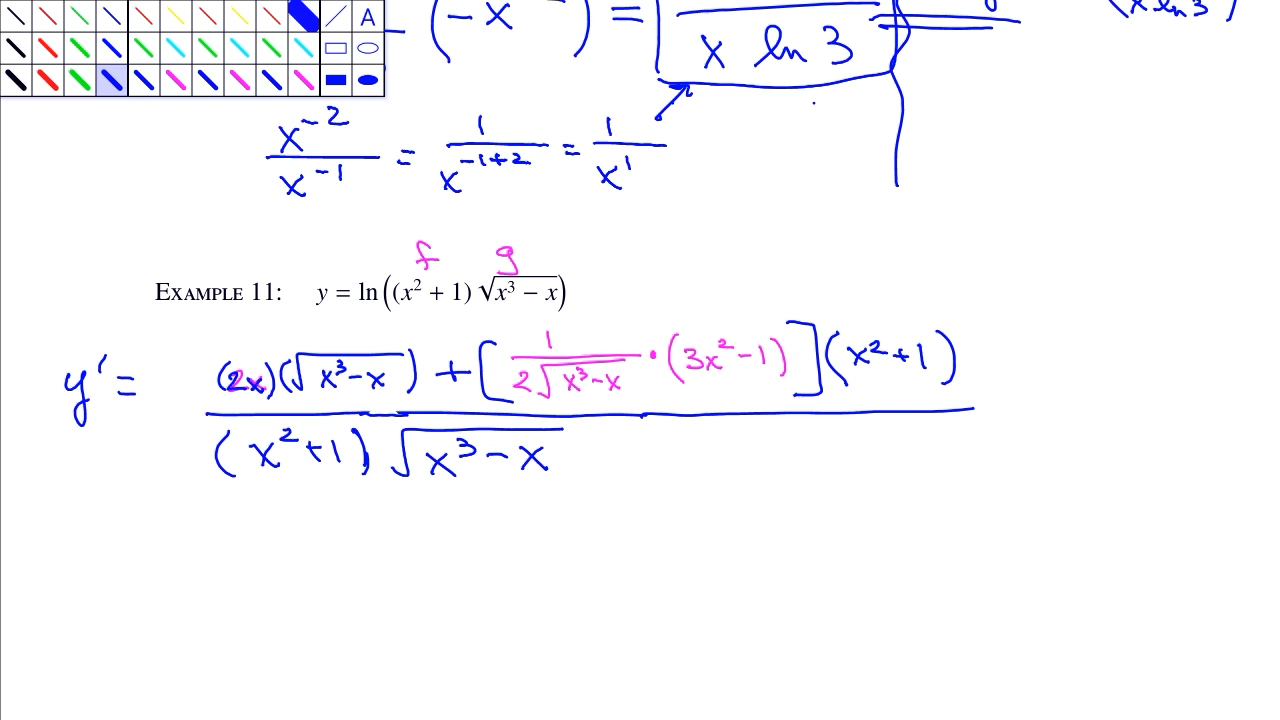 A
(-x ) =
x ln 3
(x ln 3)
x^-2 / x^-1 = 1 / x^-1+2 = 1 / x^1
f g
EXAMPLE 11: y = ln((x² + 1) √(x³ − x))
y' = (2x)(√(x³-x)) + [1 / 2√(x³-x) · (3x²-1)](x²+1)
(x²+1) √(x³-x)